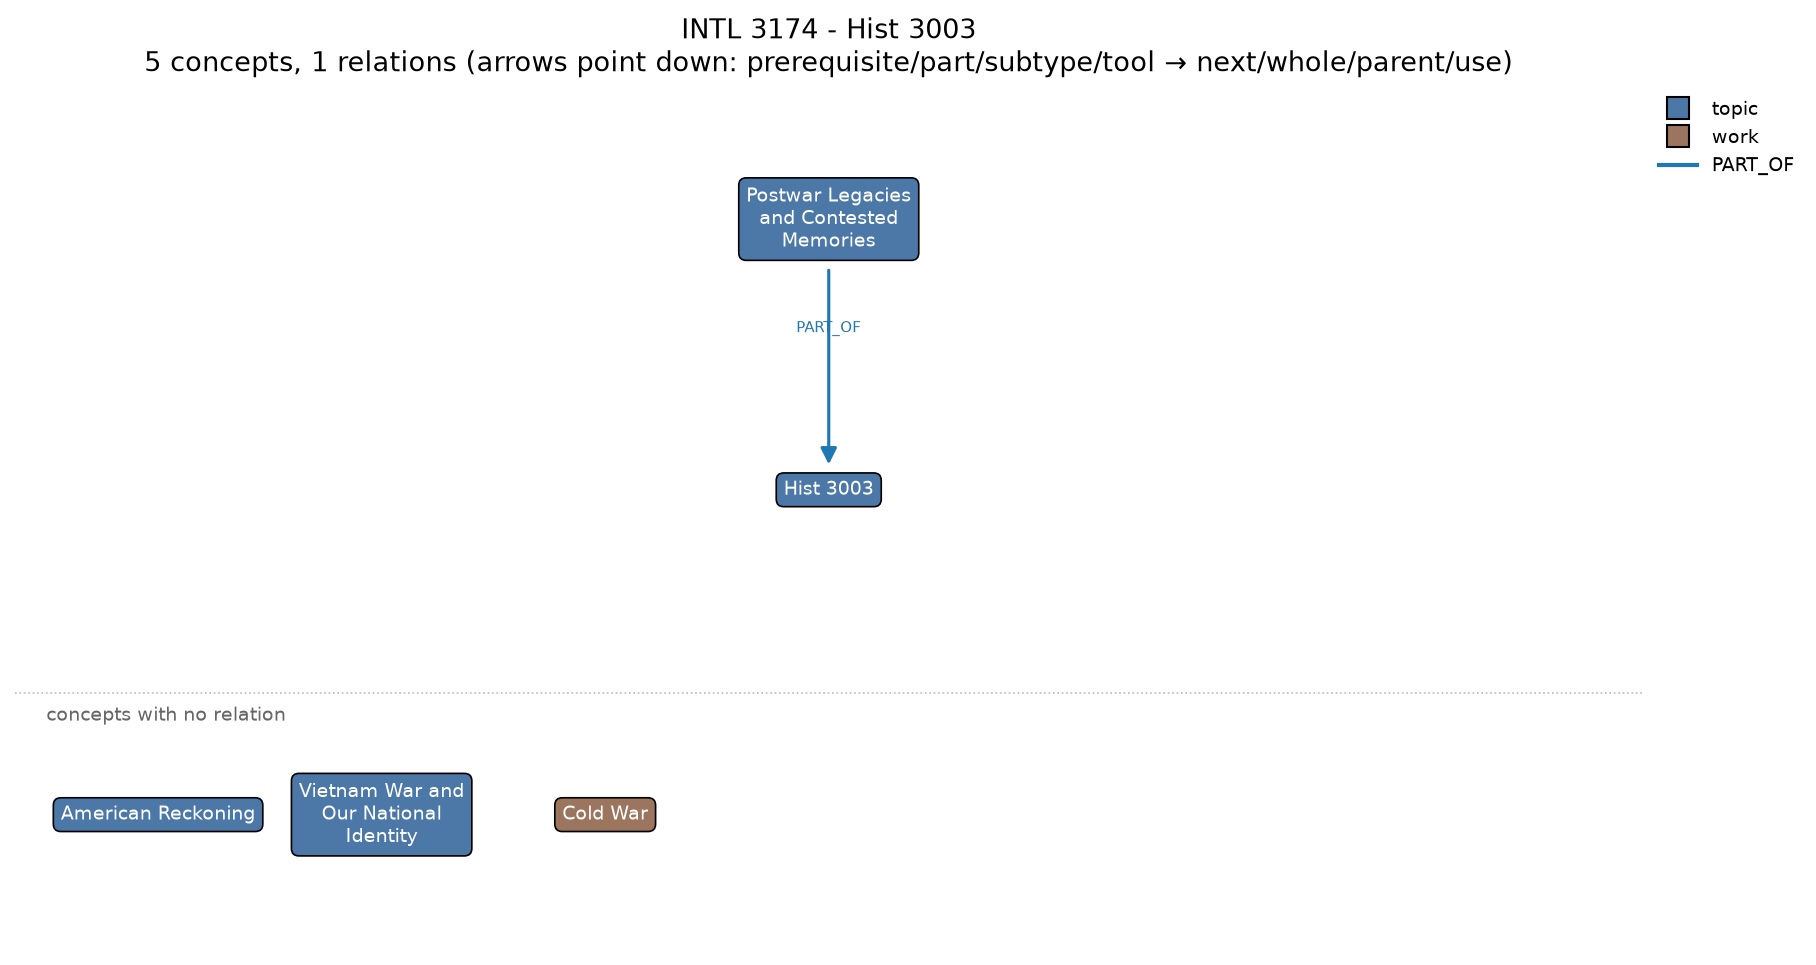 INTL 3174 - Hist 3003
5 concepts, 1 relations (arrows point down: prerequisite/part/subtype/tool → next/whole/parent/use)
topic
work
PART_OF
Postwar Legacies
and Contested
Memories
PART_OF
Hist 3003
concepts with no relation
American Reckoning
Vietnam War and
Our National
Identity
Cold War